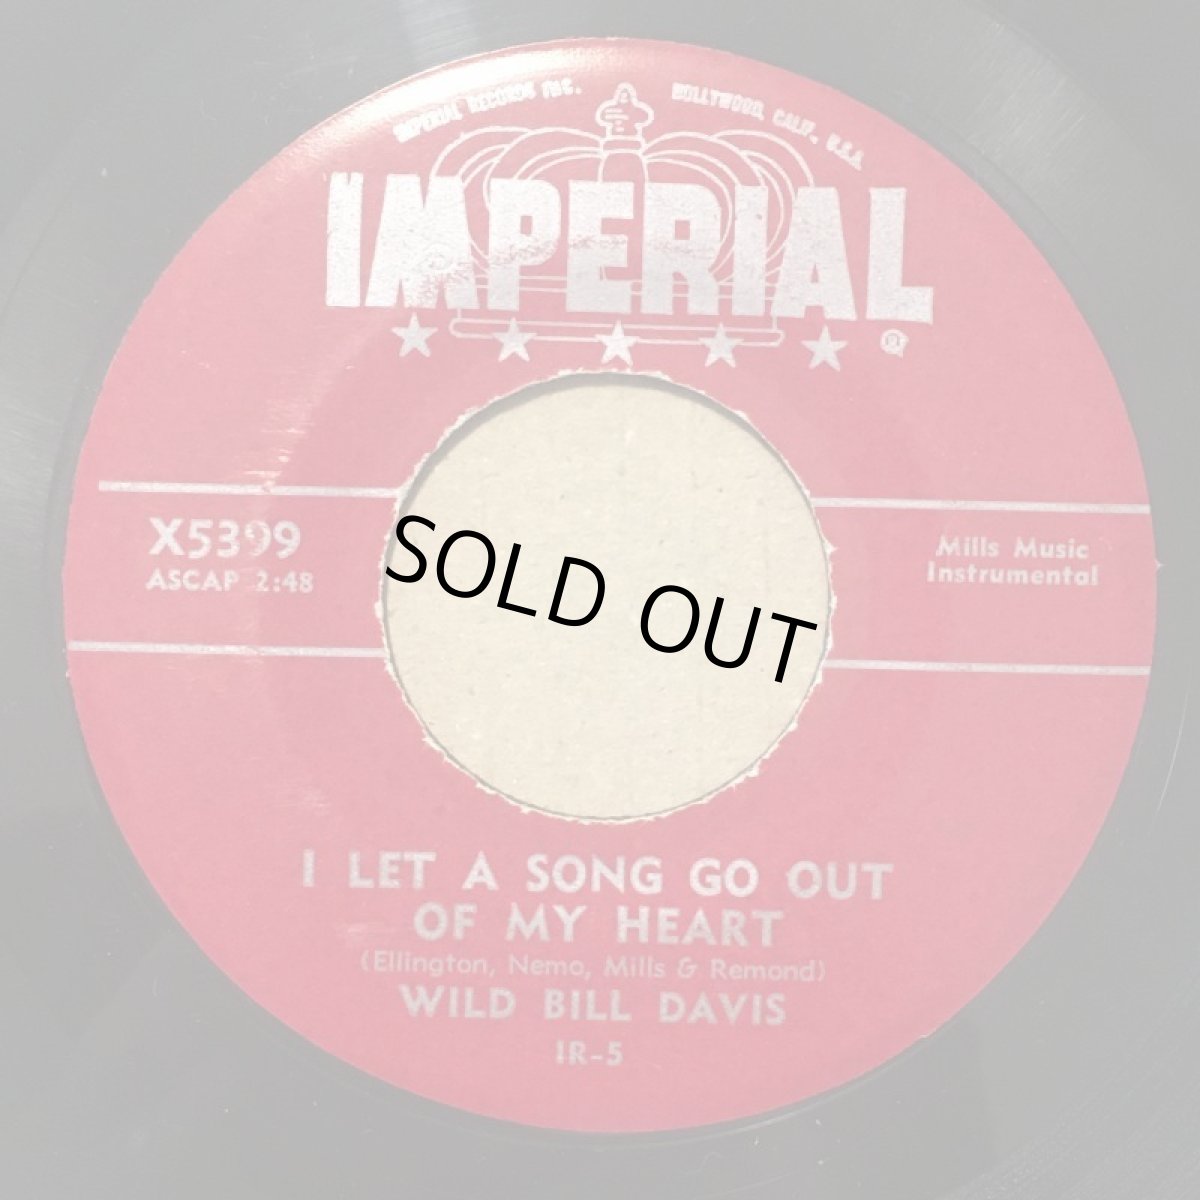 IMPERIAL RECORDS INC. HOLLYWOOD, CALIF., U.S.A.
IMPERIAL
X5399
ASCAP 2:48
Mills Music
Instrumental
SOLD OUT
I LET A SONG GO OUT
OF MY HEART
(Ellington, Nemo, Mills & Remond)
WILD BILL DAVIS
IR-5